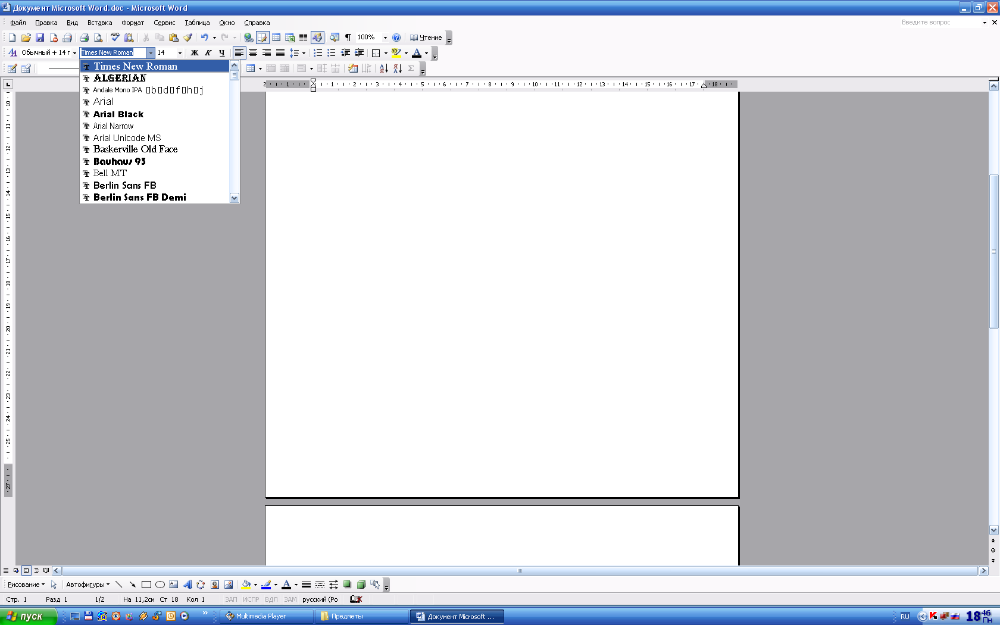 Документ Microsoft Word.doc - Microsoft Word
Файл Правка Вид Вставка Формат Сервис Таблица Окно Справка Введите вопрос
100% Чтение
Обычный + 14 г Times New Roman 14 Ж К Ч
Times New Roman
ALGERIAN
Andale Mono IPA b d f h j
Arial
Arial Black
Arial Narrow
Arial Unicode MS
Baskerville Old Face
Bauhaus 93
Bell MT
Berlin Sans FB
Berlin Sans FB Demi
2 1 1 2 3 4 5 6 7 8 9 10 11 12 13 14 15 16 17 18
10
11
12
13
14
15
16
17
18
19
20
21
22
23
24
25
27
Рисование Автофигуры
Стр. 1 Разд 1 1/2 На 11,2см Ст 18 Кол 1 ЗАП ИСПР ВДЛ ЗАМ русский (Ро
пуск Multimedia Player Предметы Документ Microsoft ... RU 18 46 Пн